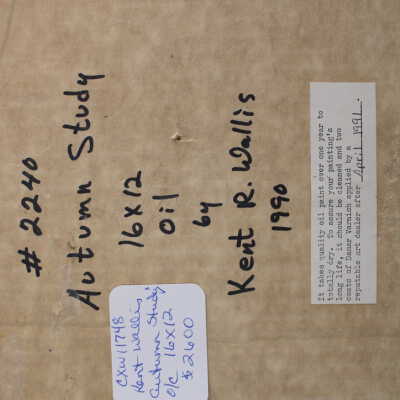 # 2240
Autumn Study
16x12
Oil
by
Kent R. Wallis
1990
CXW11748
Kent Wallis
Autumn Study
O/C 16x12
$2600
It takes quality oil paint over one year to
totally dry. To assure your painting's
long life, it should be cleaned and two
coats of Damar Varnish applied by a
reputable art dealer after April 1991.